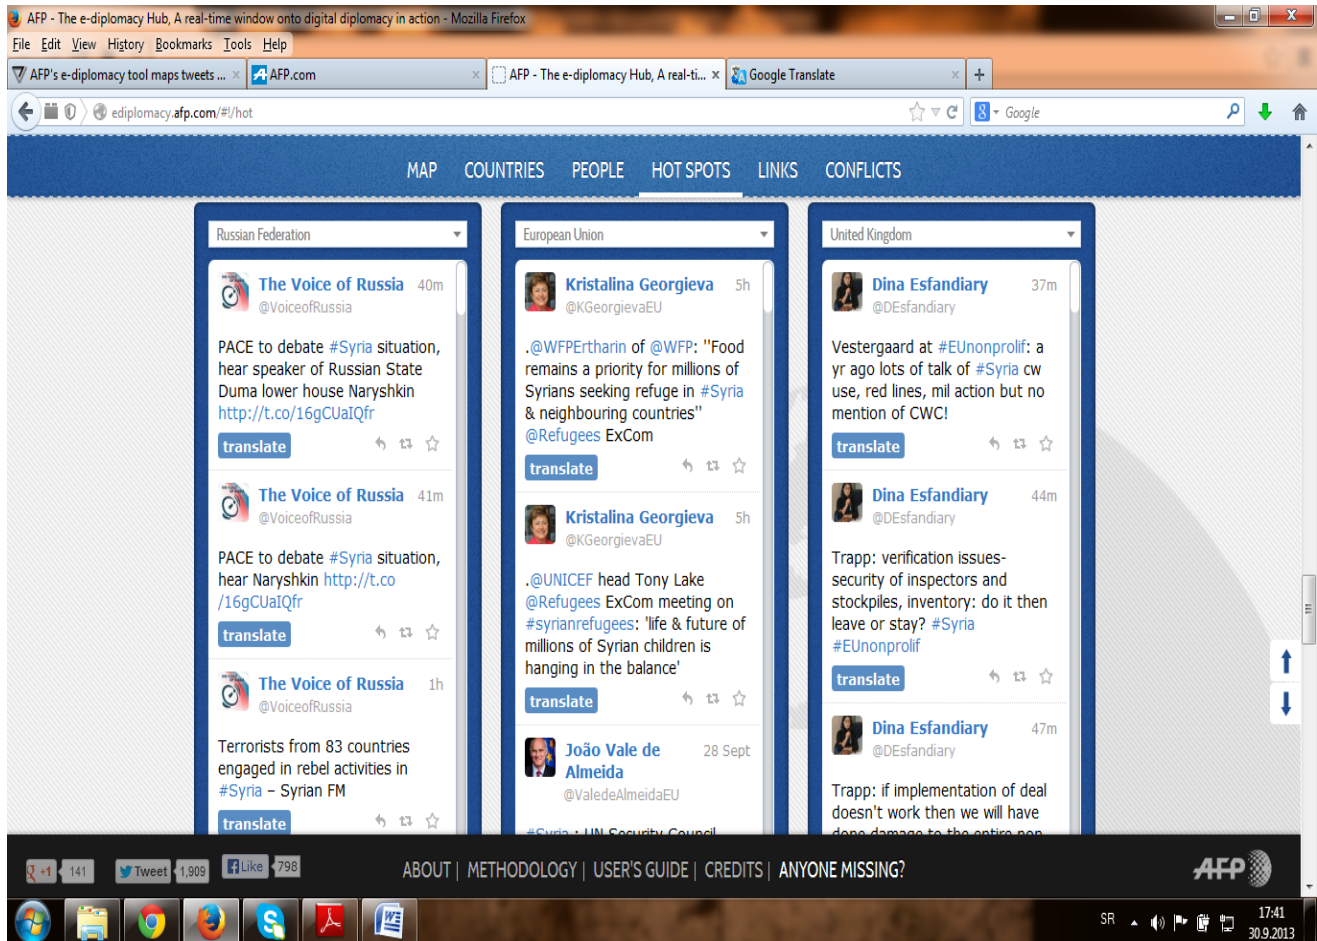 AFP - The e-diplomacy Hub, A real-time window onto digital diplomacy in action - Mozilla Firefox
File Edit View History Bookmarks Tools Help
AFP's e-diplomacy tool maps tweets ... AFP.com AFP - The e-diplomacy Hub, A real-ti... Google Translate
ediplomacy.afp.com/#!/hot
Google
MAP COUNTRIES PEOPLE HOT SPOTS LINKS CONFLICTS
Russian Federation
The Voice of Russia 40m
@VoiceofRussia
PACE to debate #Syria situation,
hear speaker of Russian State
Duma lower house Naryshkin
http://t.co/16gCUaIQfr
translate
The Voice of Russia 41m
@VoiceofRussia
PACE to debate #Syria situation,
hear Naryshkin http://t.co
/16gCUaIQfr
translate
The Voice of Russia 1h
@VoiceofRussia
Terrorists from 83 countries
engaged in rebel activities in
#Syria – Syrian FM
translate
European Union
Kristalina Georgieva 5h
@KGeorgievaEU
.@WFPErtharin of @WFP: "Food
remains a priority for millions of
Syrians seeking refuge in #Syria
& neighbouring countries"
@Refugees ExCom
translate
Kristalina Georgieva 5h
@KGeorgievaEU
.@UNICEF head Tony Lake
@Refugees ExCom meeting on
#syrianrefugees: 'life & future of
millions of Syrian children is
hanging in the balance'
translate
João Vale de 28 Sept
Almeida
@ValedeAlmeidaEU
#Syria : UN Security Council
United Kingdom
Dina Esfandiary 37m
@DEsfandiary
Vestergaard at #EUnonprolif: a
yr ago lots of talk of #Syria cw
use, red lines, mil action but no
mention of CWC!
translate
Dina Esfandiary 44m
@DEsfandiary
Trapp: verification issues-
security of inspectors and
stockpiles, inventory: do it then
leave or stay? #Syria
#EUnonprolif
translate
Dina Esfandiary 47m
@DEsfandiary
Trapp: if implementation of deal
doesn't work then we will have
done damage to the entire non
+1 141 Tweet 1,909 Like 798
ABOUT | METHODOLOGY | USER'S GUIDE | CREDITS | ANYONE MISSING?
AFP
SR
17:41
30.9.2013